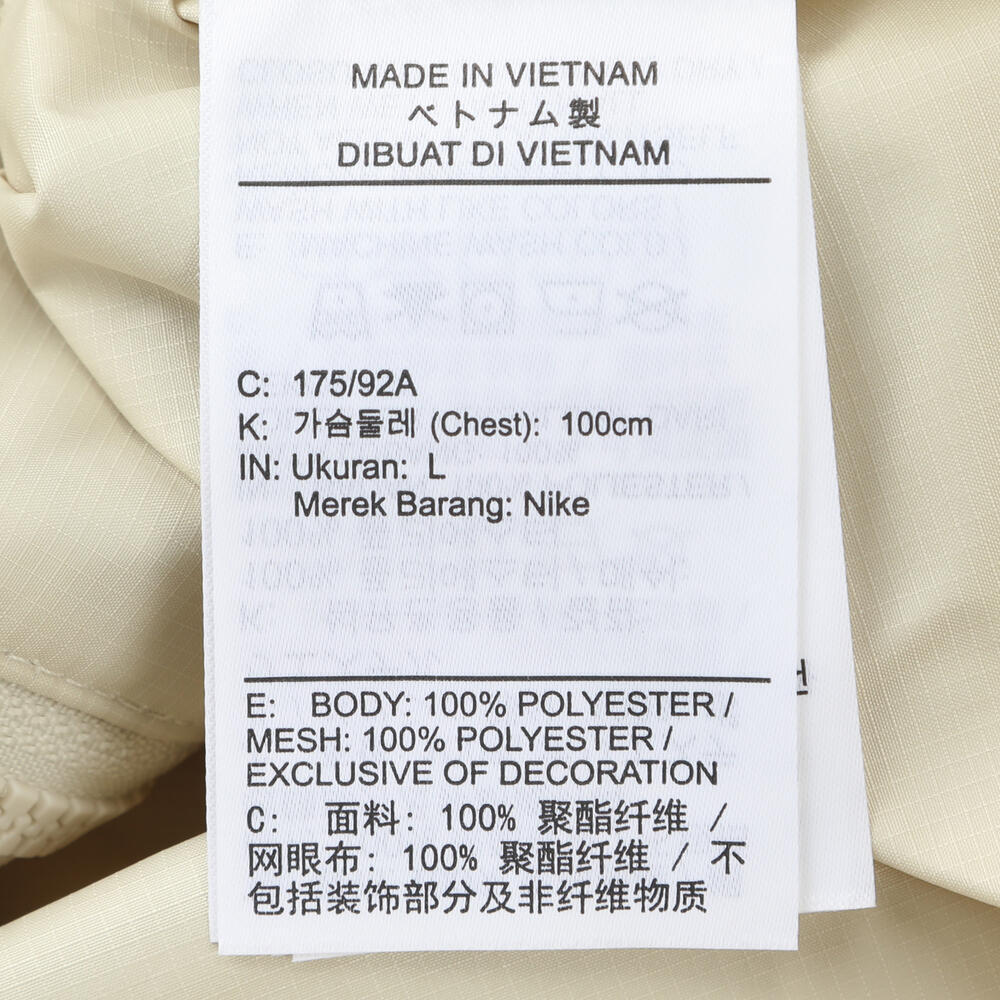 MADE IN VIETNAM
ベトナム製
DIBUAT DI VIETNAM
C: 175/92A
K: 가슴둘레 (Chest): 100cm
IN: Ukuran: L
Merek Barang: Nike
E: BODY: 100% POLYESTER /
MESH: 100% POLYESTER /
EXCLUSIVE OF DECORATION
C: 面料: 100% 聚酯纤维 /
网眼布: 100% 聚酯纤维 / 不
包括装饰部分及非纤维物质